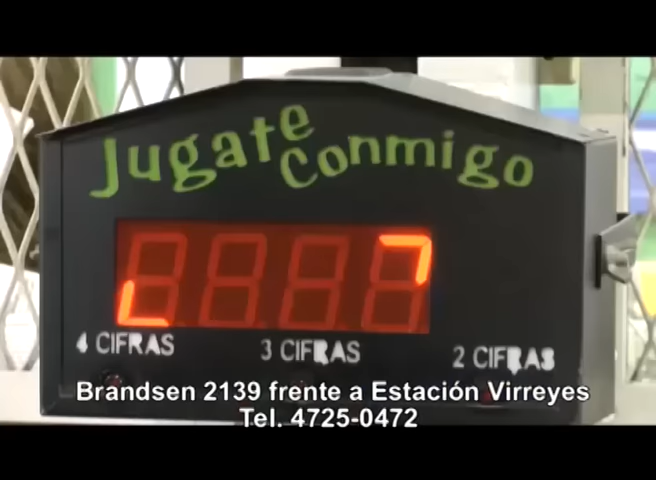 Jugate Conmigo
4 CIFRAS 3 CIFRAS 2 CIFRAS
Brandsen 2139 frente a Estación Virreyes
Tel. 4725-0472